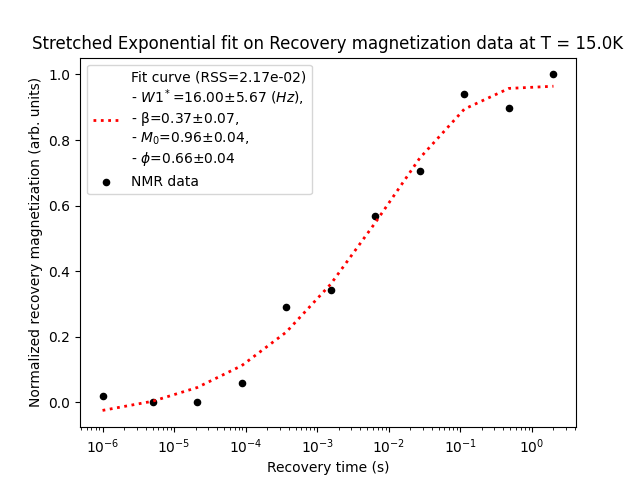 Stretched Exponential fit on Recovery magnetization data at T = 15.0K
Fit curve (RSS=2.17e-02)
- W1* =16.00±5.67 (Hz),
- β=0.37±0.07,
- M₀=0.96±0.04,
- ϕ=0.66±0.04
NMR data
Normalized recovery magnetization (arb. units)
1.0
0.8
0.6
0.4
0.2
0.0
10⁻⁶ 10⁻⁵ 10⁻⁴ 10⁻³ 10⁻² 10⁻¹ 10⁰
Recovery time (s)